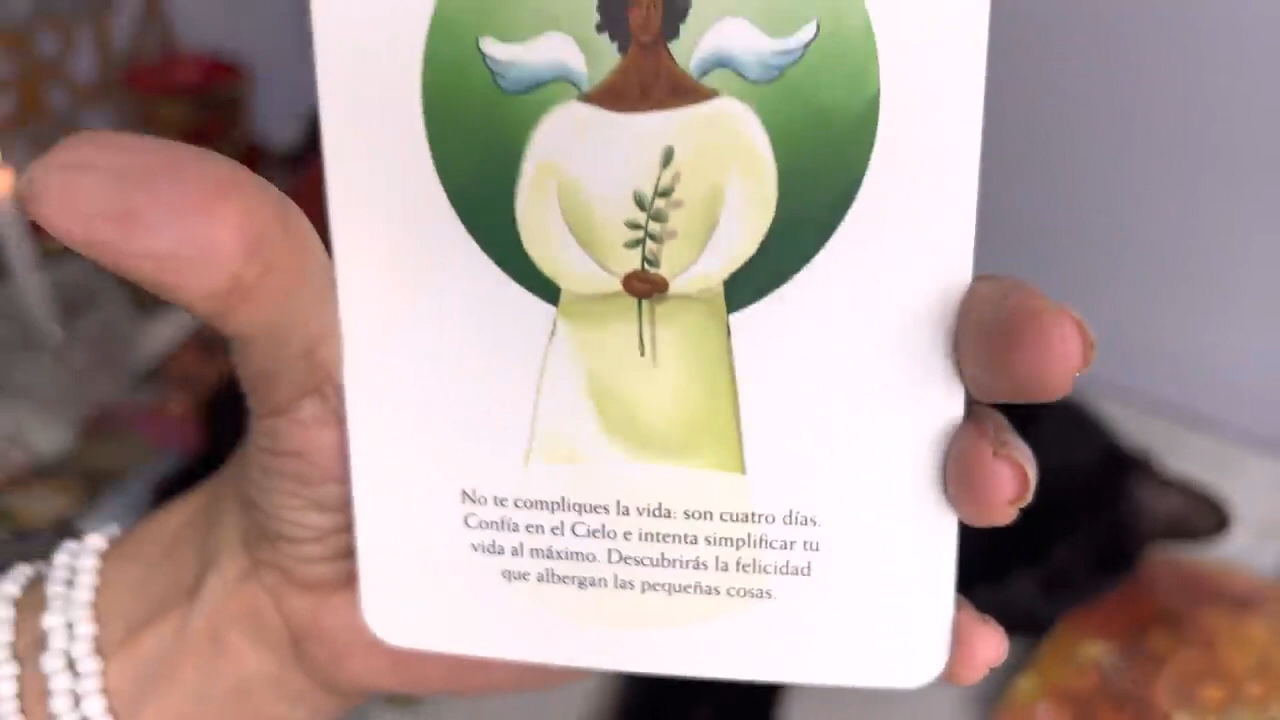 No te compliques la vida: son cuatro días.
Confía en el Cielo e intenta simplificar tu
vida al máximo. Descubrirás la felicidad
que albergan las pequeñas cosas.